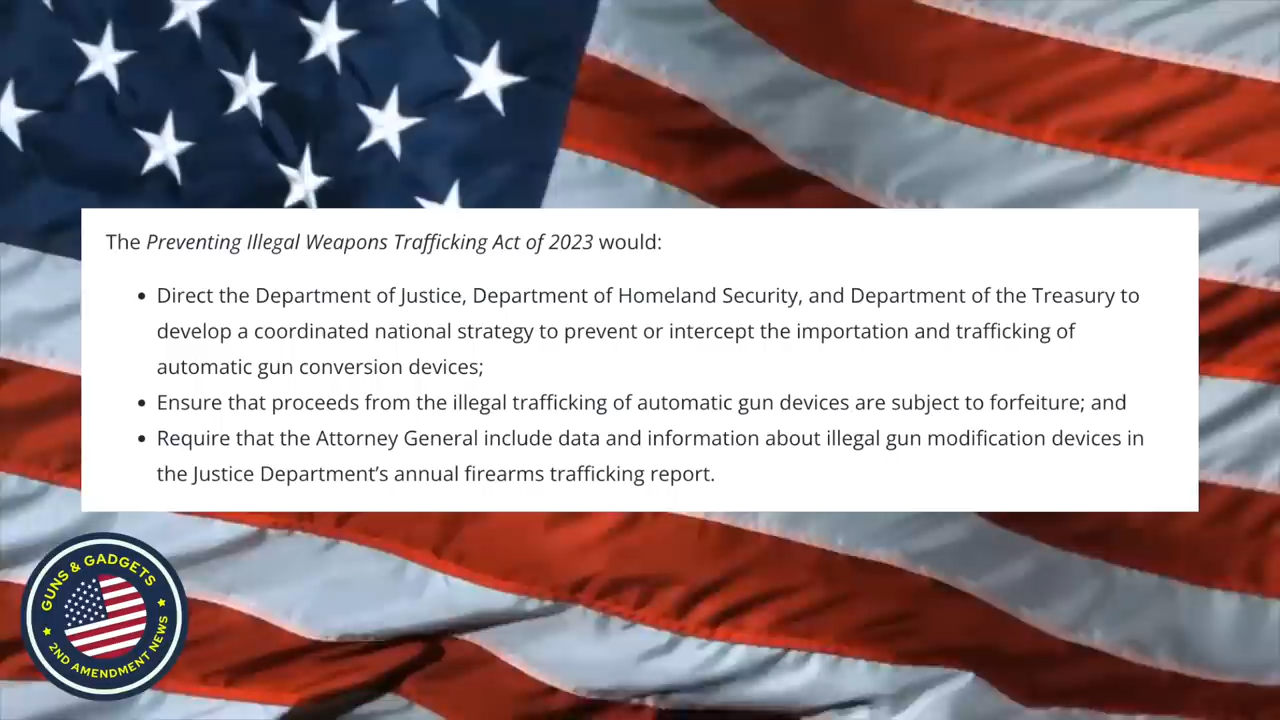 The Preventing Illegal Weapons Trafficking Act of 2023 would:
• Direct the Department of Justice, Department of Homeland Security, and Department of the Treasury to
develop a coordinated national strategy to prevent or intercept the importation and trafficking of
automatic gun conversion devices;
• Ensure that proceeds from the illegal trafficking of automatic gun devices are subject to forfeiture; and
• Require that the Attorney General include data and information about illegal gun modification devices in
the Justice Department’s annual firearms trafficking report.
GUNS & GADGETS
2ND AMENDMENT NEWS